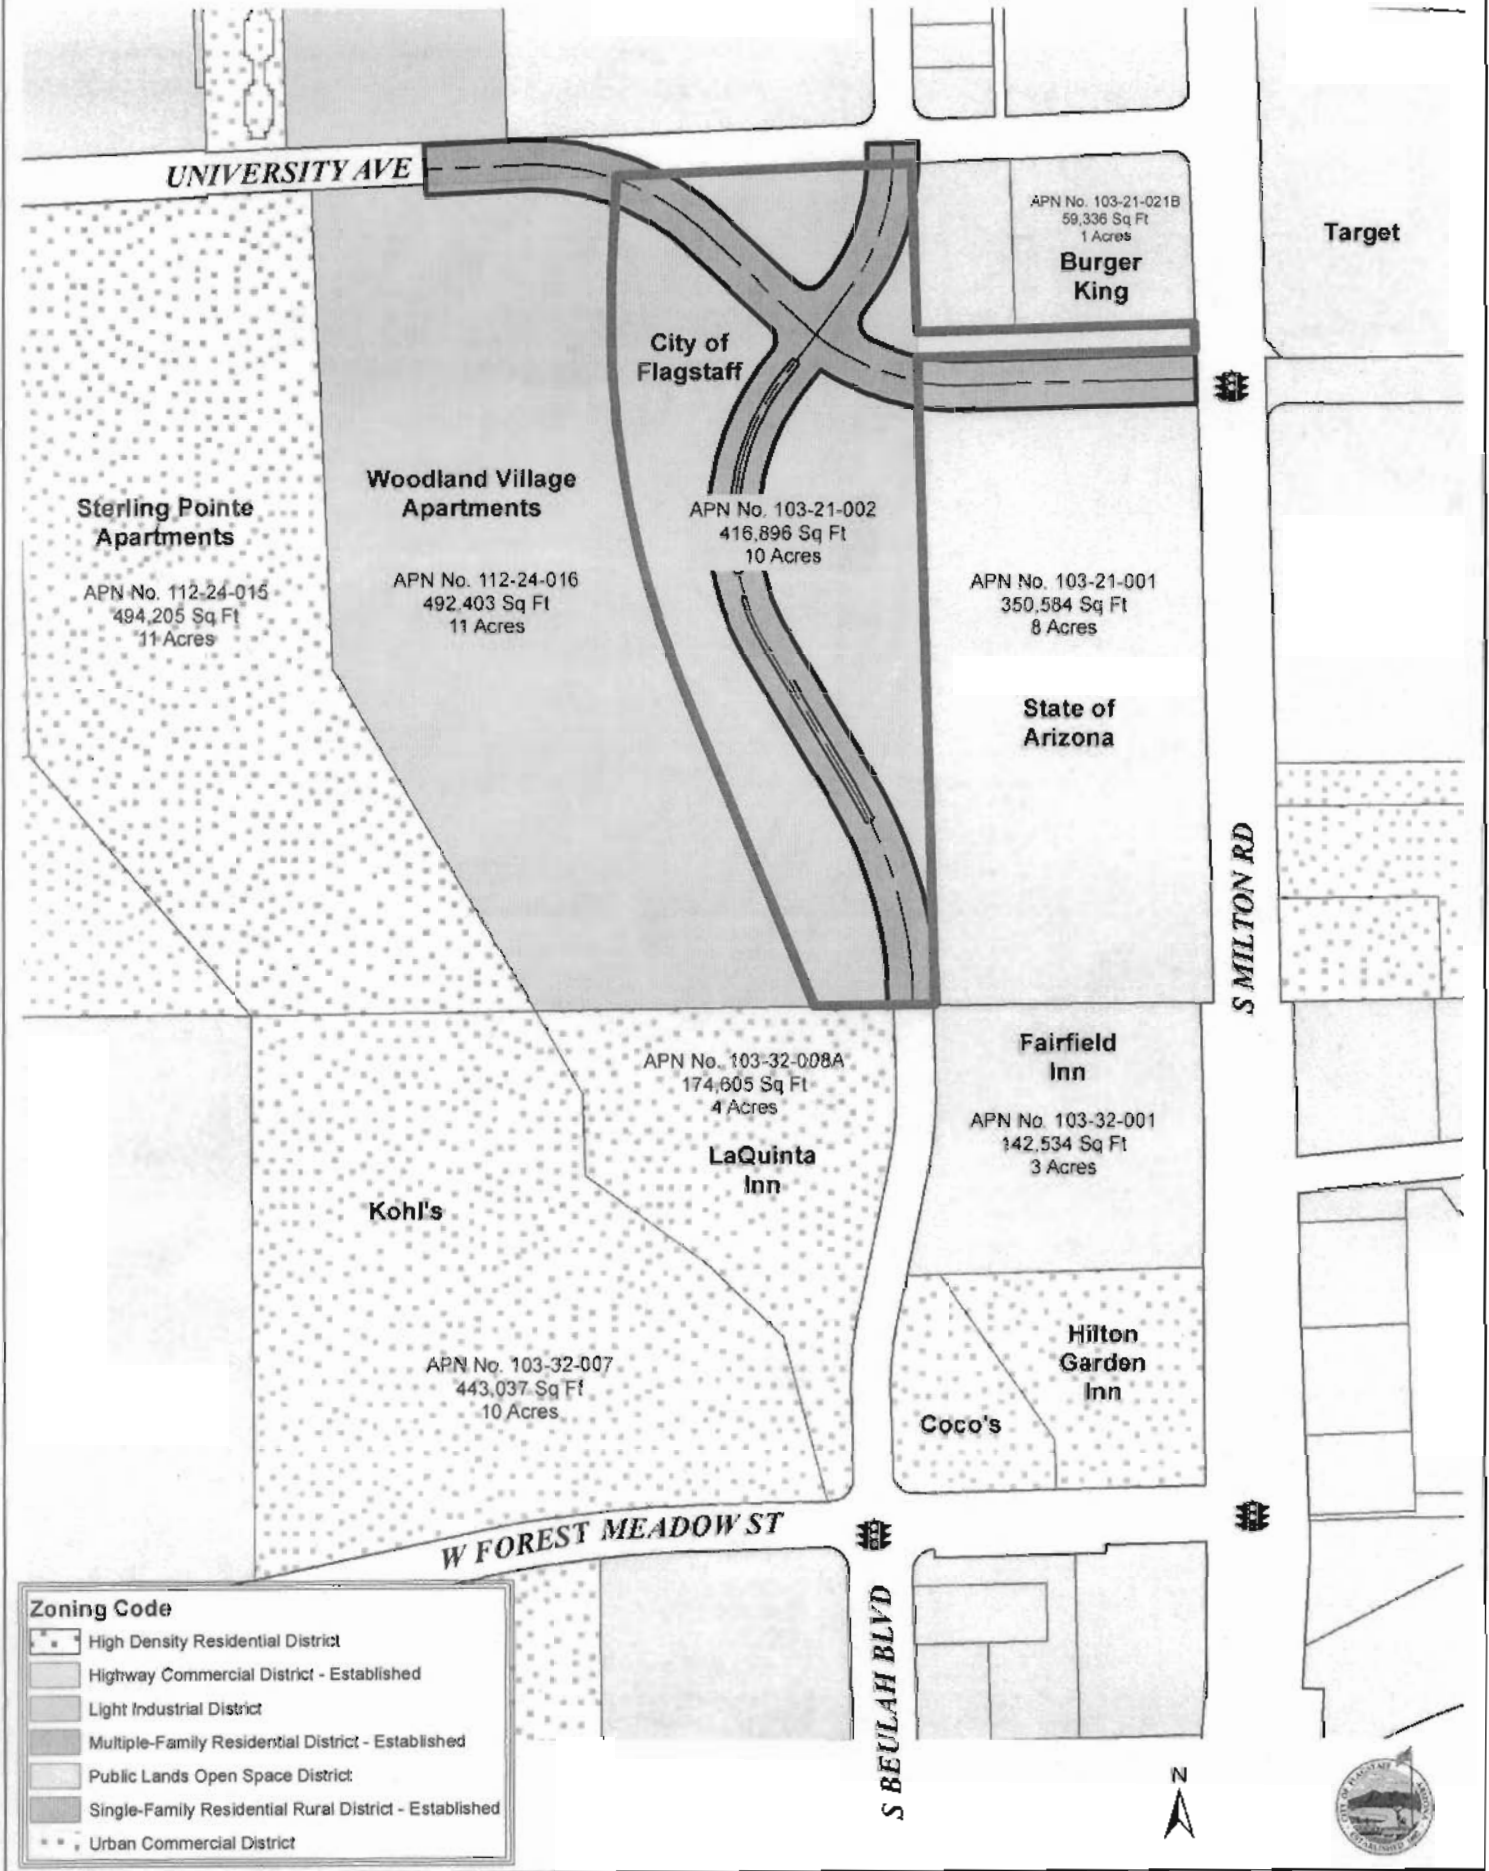 UNIVERSITY AVE
APN No. 103-21-021B
59,336 Sq Ft
1 Acres
Burger
King
Target
City of
Flagstaff
Woodland Village
Apartments
APN No. 112-24-016
492,403 Sq Ft
11 Acres
Sterling Pointe
Apartments
APN No. 112-24-015
494,205 Sq Ft
11 Acres
APN No. 103-21-002
416,896 Sq Ft
10 Acres
APN No. 103-21-001
350,584 Sq Ft
8 Acres
State of
Arizona
S MILTON RD
APN No. 103-32-008A
174,605 Sq Ft
4 Acres
LaQuinta
Inn
Fairfield
Inn
APN No. 103-32-001
142,534 Sq Ft
3 Acres
Kohl's
APN No. 103-32-007
443,037 Sq Ft
10 Acres
Hilton
Garden
Inn
Coco's
W FOREST MEADOW ST
S BEULAH BLVD
Zoning Code
High Density Residential District
Highway Commercial District - Established
Light Industrial District
Multiple-Family Residential District - Established
Public Lands Open Space District
Single-Family Residential Rural District - Established
Urban Commercial District
N
CITY OF FLAGSTAFF
ARIZONA